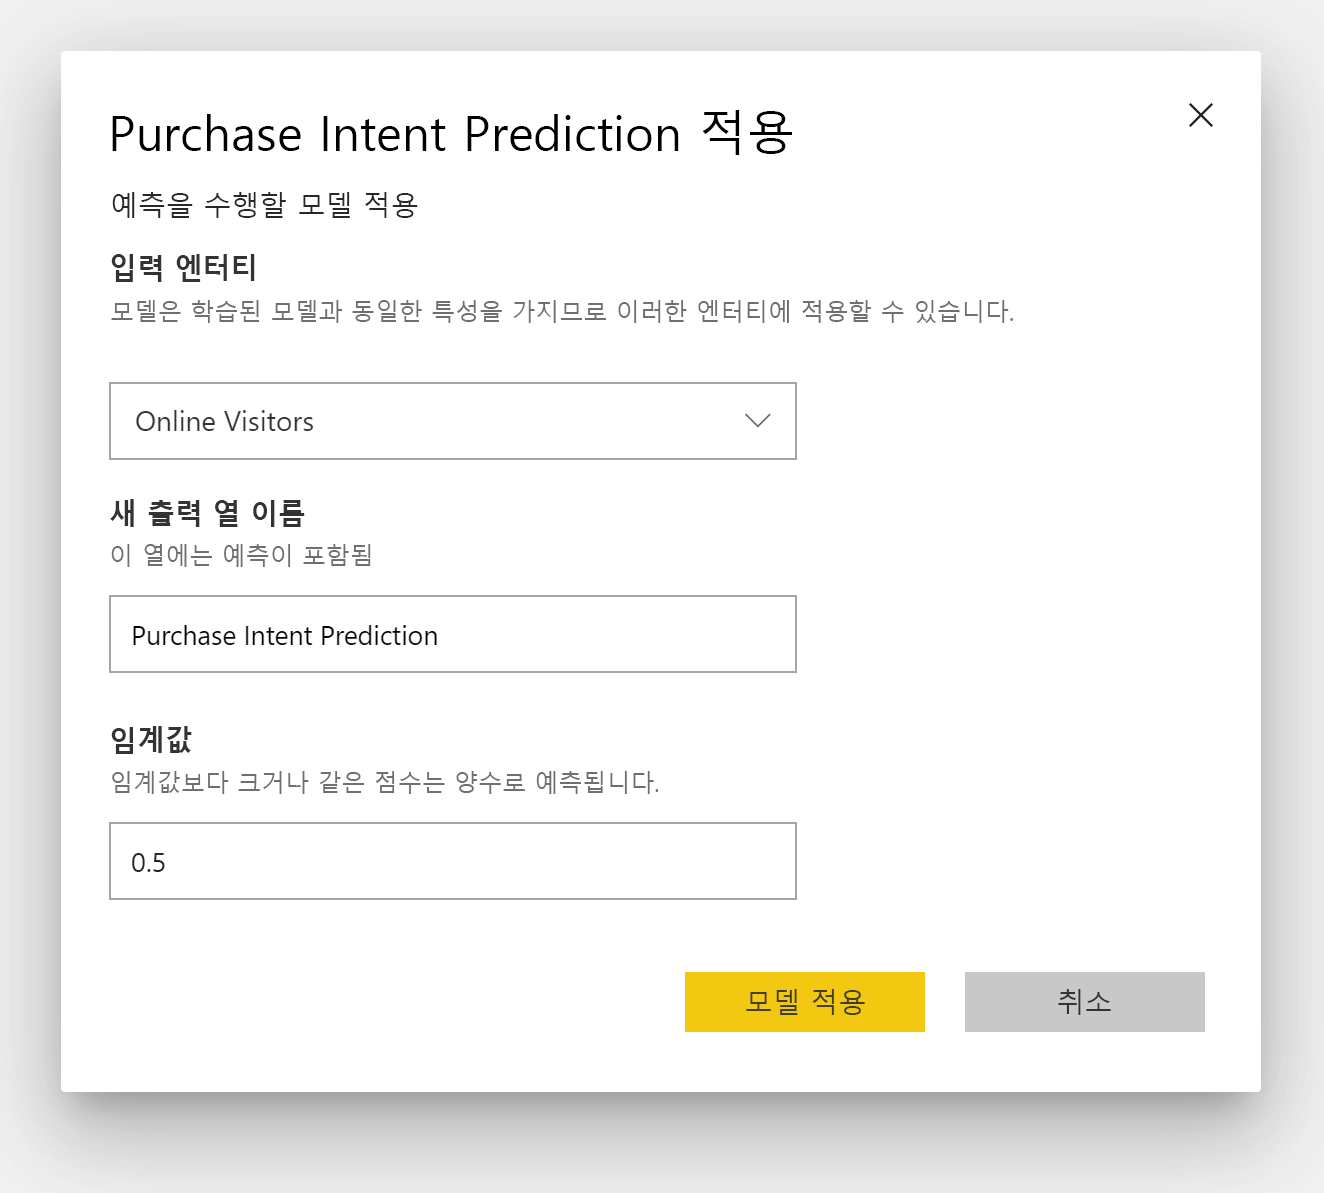 Purchase Intent Prediction 적용
예측을 수행할 모델 적용
입력 엔터티
모델은 학습된 모델과 동일한 특성을 가지므로 이러한 엔터티에 적용할 수 있습니다.
Online Visitors
새 출력 열 이름
이 열에는 예측이 포함됨
Purchase Intent Prediction
임계값
임계값보다 크거나 같은 점수는 양수로 예측됩니다.
0.5
모델 적용
취소